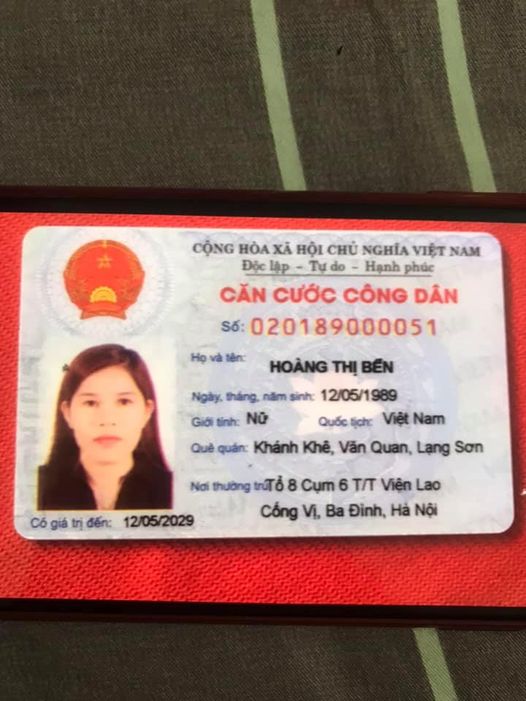 CỘNG HÒA XÃ HỘI CHỦ NGHĨA VIỆT NAM
Độc lập - Tự do - Hạnh phúc
CĂN CƯỚC CÔNG DÂN
Số: 020189000051
Họ và tên: HOÀNG THỊ BẾN
Ngày, tháng, năm sinh: 12/05/1989
Giới tính: Nữ Quốc tịch: Việt Nam
Quê quán: Khánh Khê, Văn Quan, Lạng Sơn
Nơi thường trú: Tổ 8 Cụm 6 T/T Viện Lao
Cống Vị, Ba Đình, Hà Nội
Có giá trị đến: 12/05/2029